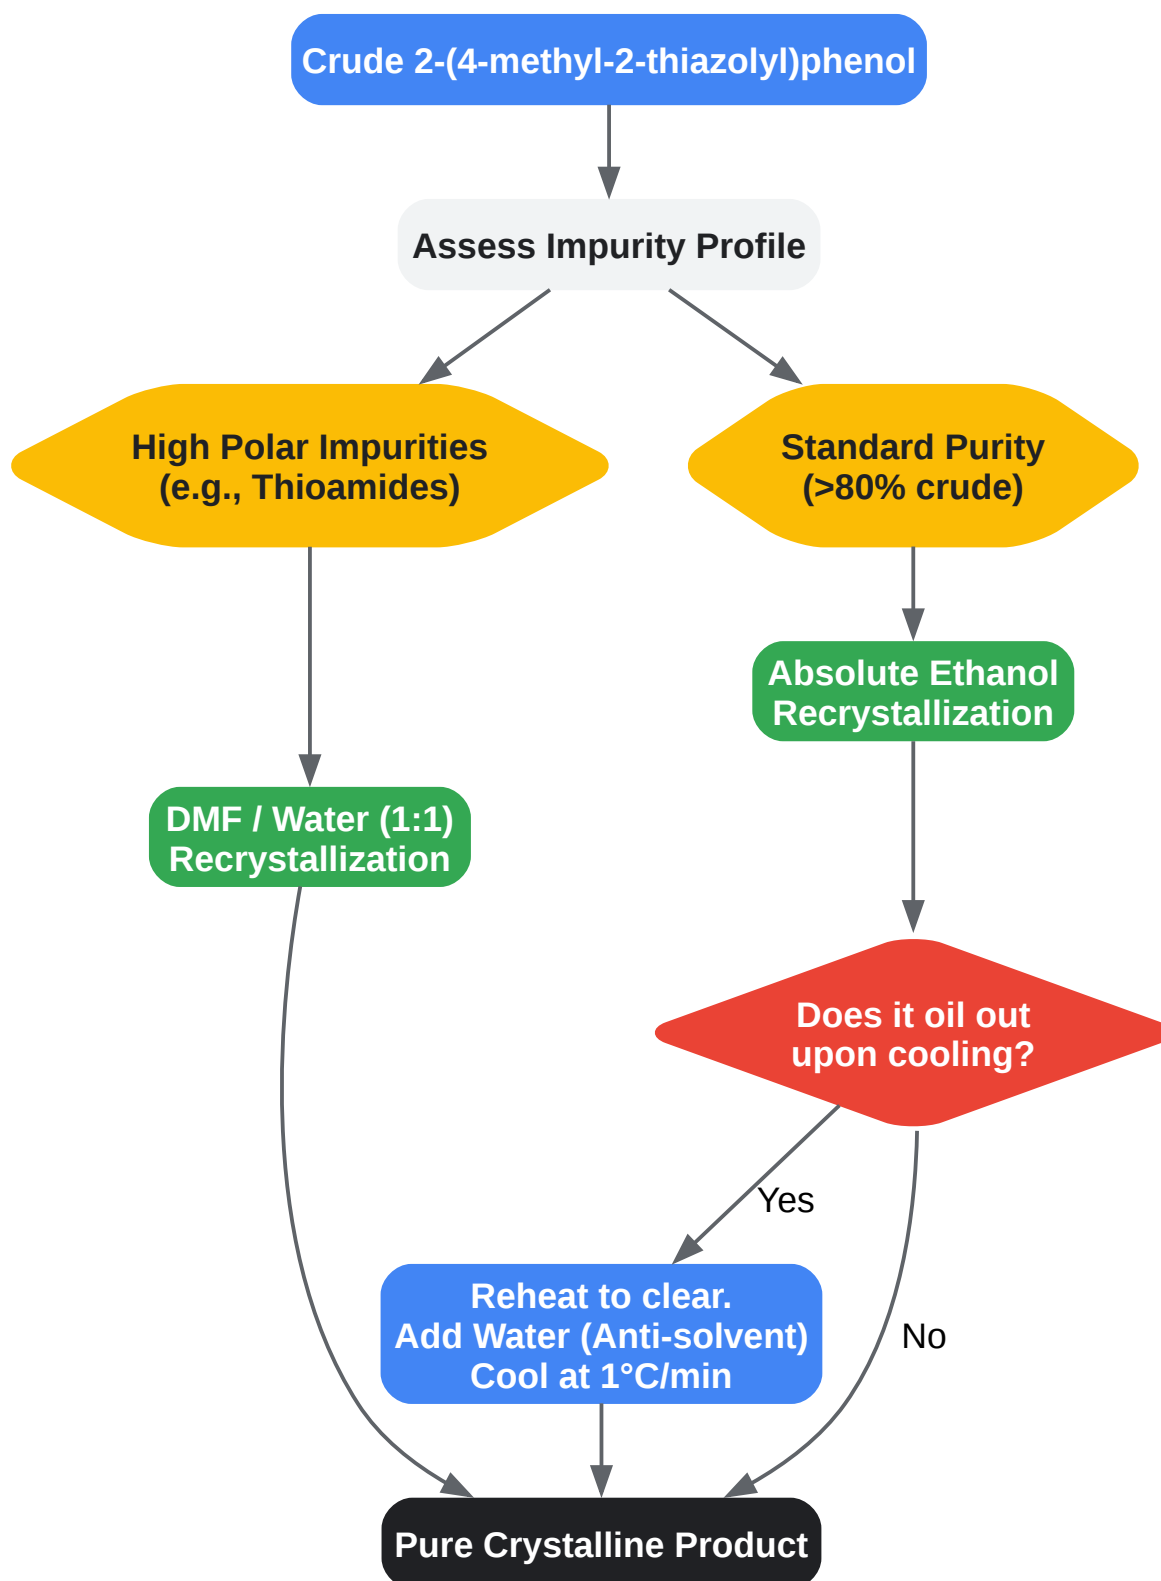 Crude 2-(4-methyl-2-thiazolyl)phenol
Assess Impurity Profile
High Polar Impurities
(e.g., Thioamides)
Standard Purity
(>80% crude)
Absolute Ethanol
Recrystallization
DMF / Water (1:1)
Recrystallization
Does it oil out
upon cooling?
Yes
No
Reheat to clear.
Add Water (Anti-solvent)
Cool at 1°C/min
Pure Crystalline Product